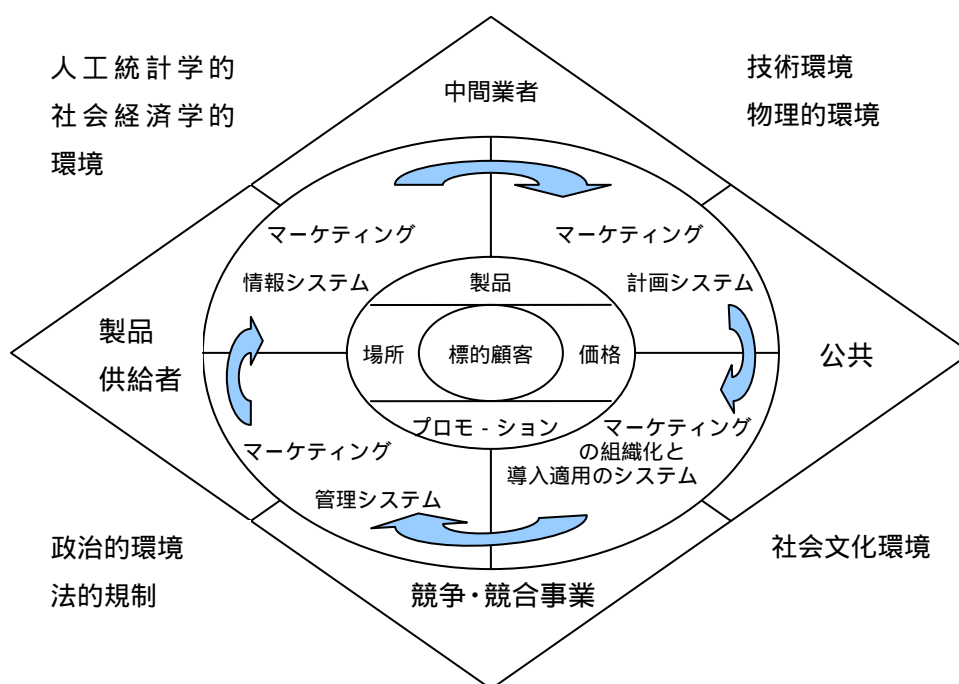 人工統計学的
社会経済学的
環境
中間業者
技術環境
物理的環境
マーケティング
情報システム
マーケティング
計画システム
製品
製品
供給者
場所
標的顧客
価格
公共
プロモ - ション
マーケティング
管理システム
マーケティング
の組織化と
導入適用のシステム
政治的環境
法的規制
競争・競合事業
社会文化環境